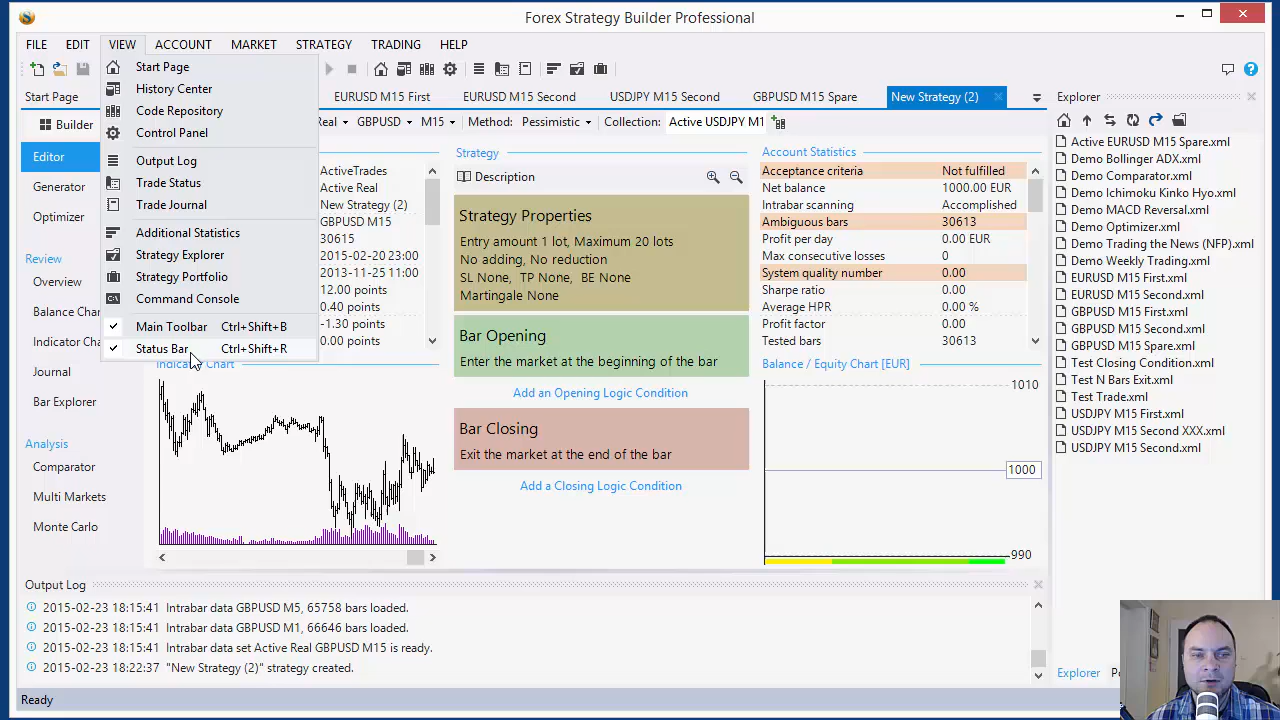 Forex Strategy Builder Professional
FILE EDIT VIEW ACCOUNT MARKET STRATEGY TRADING HELP
Start Page
History Center
Code Repository
Control Panel
Output Log
Trade Status
Trade Journal
Additional Statistics
Strategy Explorer
Strategy Portfolio
Command Console
Main Toolbar Ctrl+Shift+B
Status Bar Ctrl+Shift+R
Start Page EURUSD M15 First EURUSD M15 Second USDJPY M15 Second GBPUSD M15 Spare New Strategy (2)
Builder
Editor
Generator
Optimizer
Review
Overview
Balance Char
Indicator Cha
Journal
Bar Explorer
Analysis
Comparator
Multi Markets
Monte Carlo
Real GBPUSD M15 Method: Pessimistic Collection: Active USDJPY M1
ActiveTrades
Active Real
New Strategy (2)
GBPUSD M15
30615
2015-02-20 23:00
2013-11-25 11:00
12.00 points
0.40 points
-1.30 points
0.00 points
Indicator Chart
Strategy
Description
Strategy Properties
Entry amount 1 lot, Maximum 20 lots
No adding, No reduction
SL None, TP None, BE None
Martingale None
Bar Opening
Enter the market at the beginning of the bar
Add an Opening Logic Condition
Bar Closing
Exit the market at the end of the bar
Add a Closing Logic Condition
Account Statistics
Acceptance criteria Not fulfilled
Net balance 1000.00 EUR
Intrabar scanning Accomplished
Ambiguous bars 30613
Profit per day 0.00 EUR
Max consecutive losses 0
System quality number 0.00
Sharpe ratio 0.00
Average HPR 0.00 %
Profit factor 0.00
Tested bars 30613
Balance / Equity Chart [EUR]
1010
1000
990
Explorer
Active EURUSD M15 Spare.xml
Demo Bollinger ADX.xml
Demo Comparator.xml
Demo Ichimoku Kinko Hyo.xml
Demo MACD Reversal.xml
Demo Optimizer.xml
Demo Trading the News (NFP).xml
Demo Weekly Trading.xml
EURUSD M15 First.xml
EURUSD M15 Second.xml
GBPUSD M15 First.xml
GBPUSD M15 Second.xml
GBPUSD M15 Spare.xml
Test Closing Condition.xml
Test N Bars Exit.xml
Test Trade.xml
USDJPY M15 First.xml
USDJPY M15 Second XXX.xml
USDJPY M15 Second.xml
Output Log
2015-02-23 18:15:41 Intrabar data GBPUSD M5, 65758 bars loaded.
2015-02-23 18:15:41 Intrabar data GBPUSD M1, 66646 bars loaded.
2015-02-23 18:15:41 Intrabar data set Active Real GBPUSD M15 is ready.
2015-02-23 18:22:37 "New Strategy (2)" strategy created.
Explorer
Ready